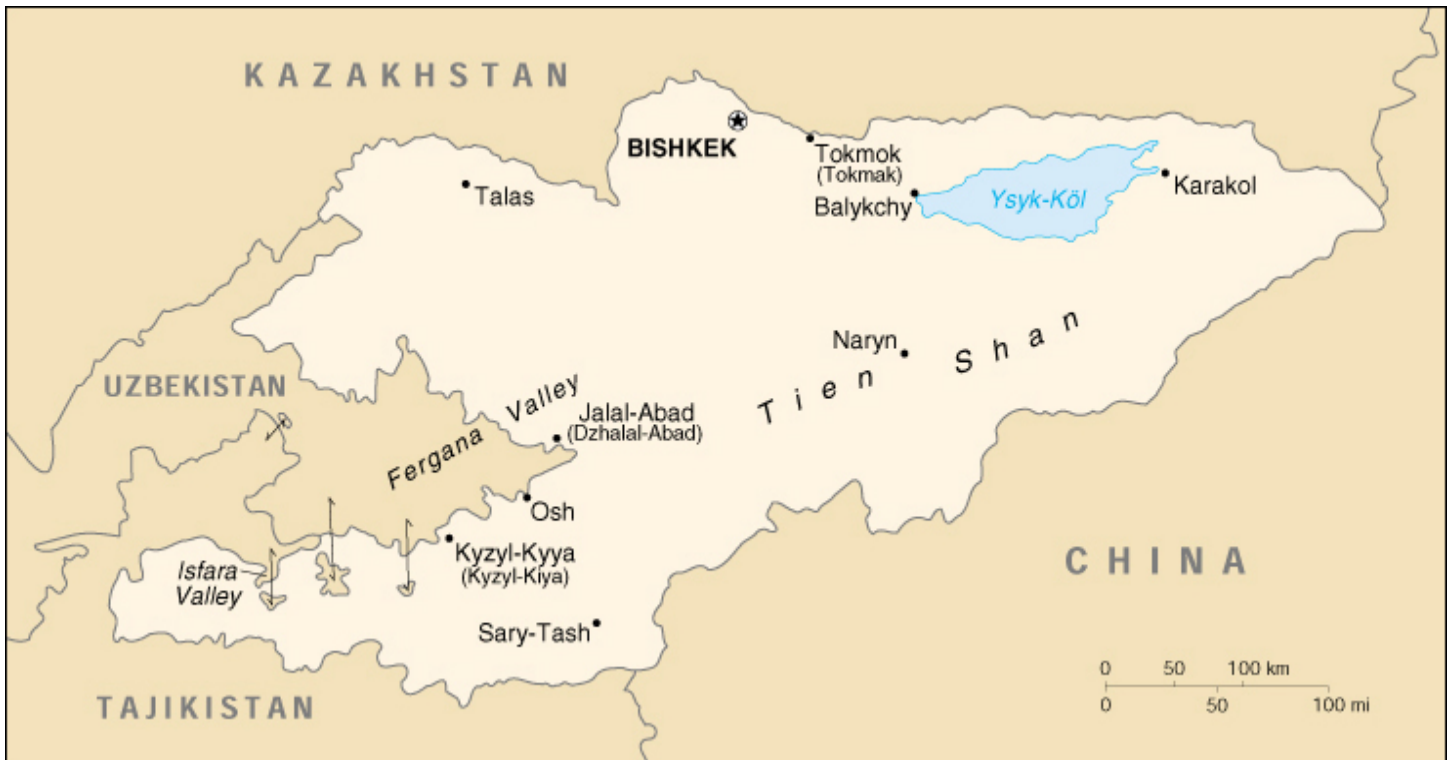 KAZAKHSTAN
BISHKEK
Tokmok
(Tokmak)
Talas
Balykchy
Ysyk-Köl
Karakol
Naryn
Tien Shan
UZBEKISTAN
Fergana Valley
Jalal-Abad
(Dzhalal-Abad)
Osh
Kyzyl-Kyya
(Kyzyl-Kiya)
Isfara
Valley
Sary-Tash
CHINA
TAJIKISTAN
0 50 100 km
0 50 100 mi